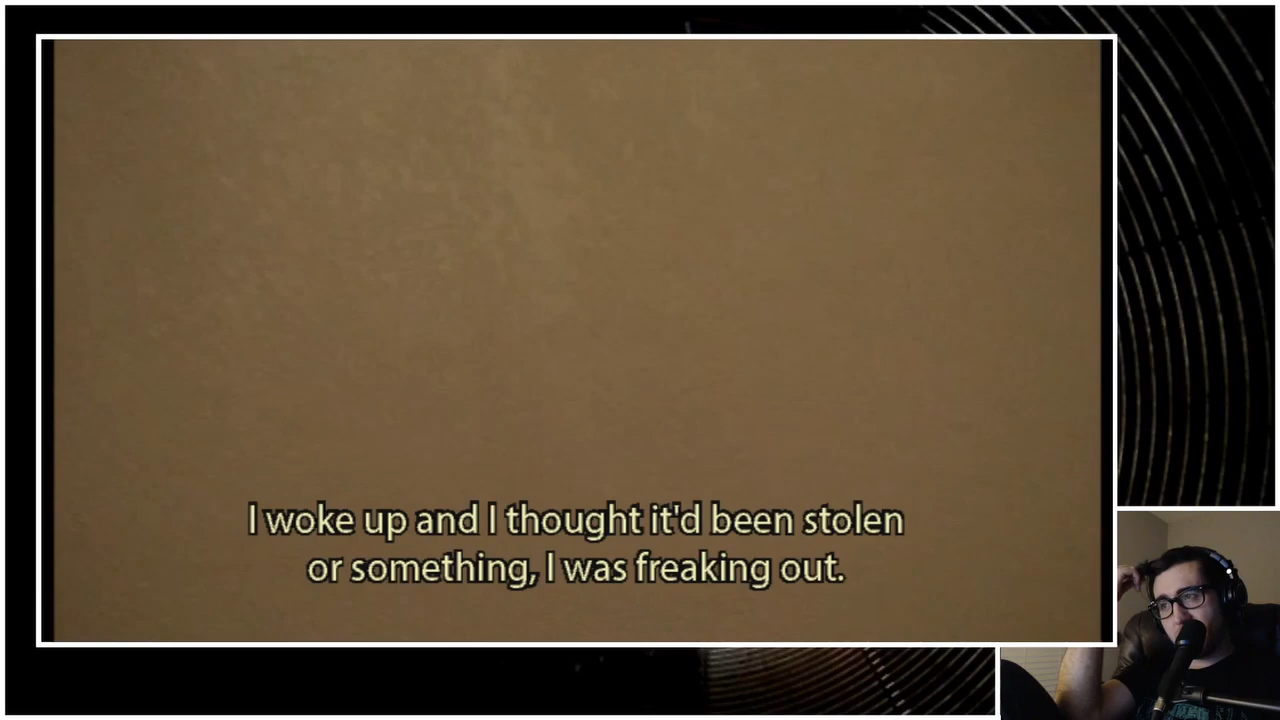 I woke up and I thought it'd been stolen
or something, I was freaking out.